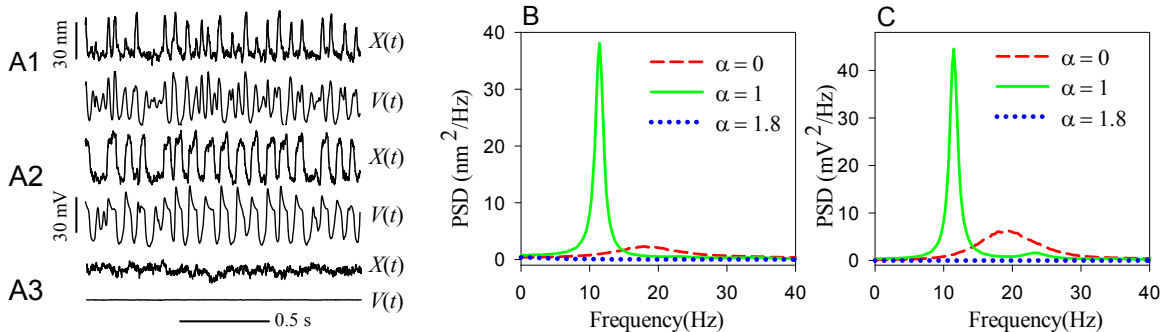 A1
30 nm
X(t)
V(t)
A2
X(t)
30 mV
V(t)
A3
X(t)
V(t)
0.5 s
B
PSD (nm²/Hz)
40
30
20
10
0
α = 0
α = 1
α = 1.8
0 10 20 30 40
Frequency(Hz)
C
PSD (mV²/Hz)
40
20
0
α = 0
α = 1
α = 1.8
0 10 20 30 40
Frequency(Hz)